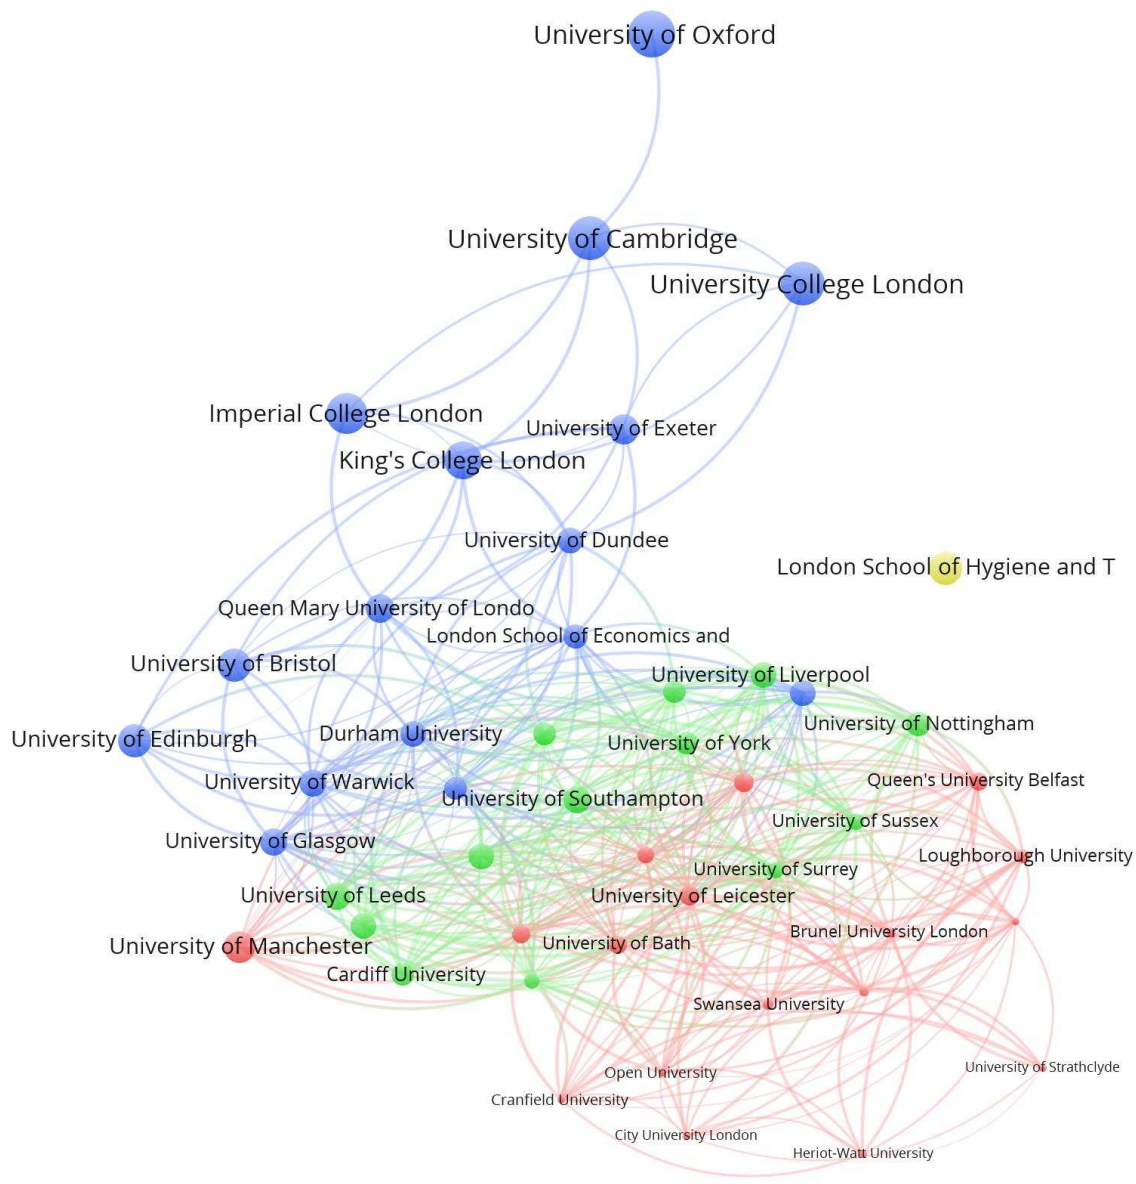 University of Oxford
University of Cambridge
University College London
Imperial College London
University of Exeter
King's College London
University of Dundee
London School of Hygiene and T
Queen Mary University of Londo
London School of Economics and
University of Bristol
University of Liverpool
University of Nottingham
Durham University
University of Edinburgh
University of York
University of Warwick
Queen's University Belfast
University of Southampton
University of Sussex
University of Glasgow
Loughborough University
University of Surrey
University of Leeds
University of Leicester
Brunel University London
University of Manchester
University of Bath
Cardiff University
Swansea University
University of Strathclyde
Open University
Cranfield University
City University London
Heriot-Watt University